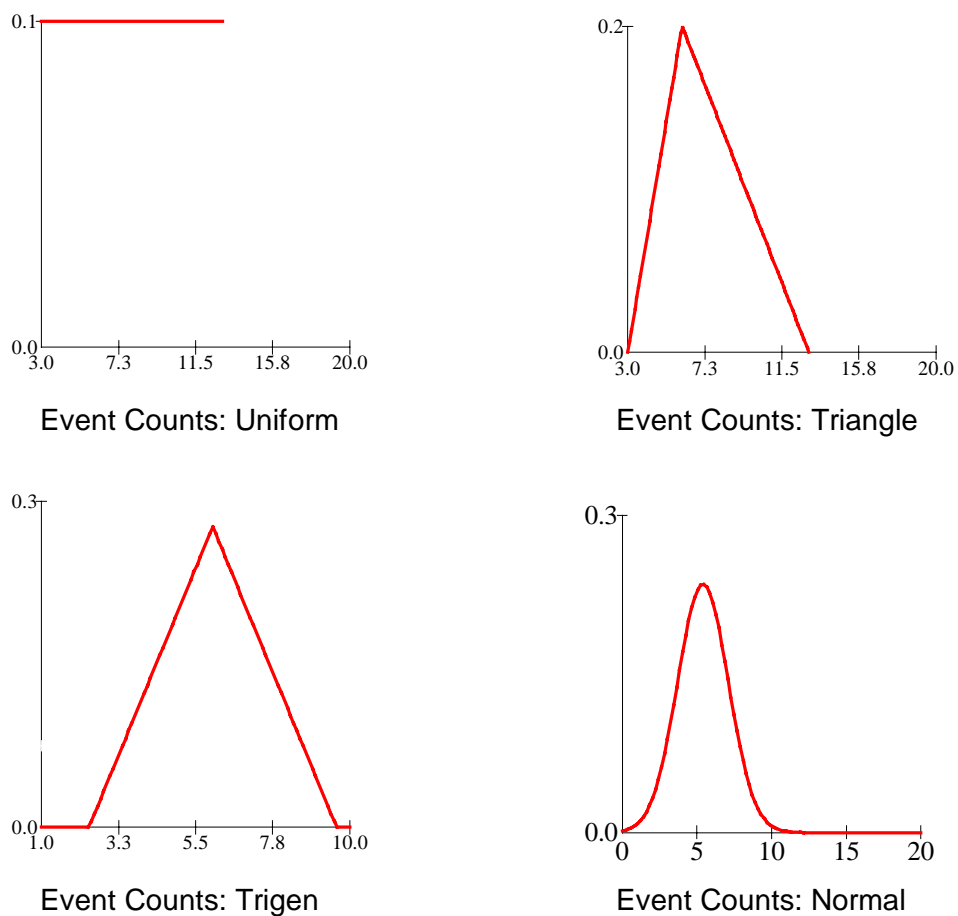 0.1
0.0
3.0 7.3 11.5 15.8 20.0
Event Counts: Uniform
0.2
0.0
3.0 7.3 11.5 15.8 20.0
Event Counts: Triangle
0.3
0.0
1.0 3.3 5.5 7.8 10.0
Event Counts: Trigen
0.3
0.0
0 5 10 15 20
Event Counts: Normal